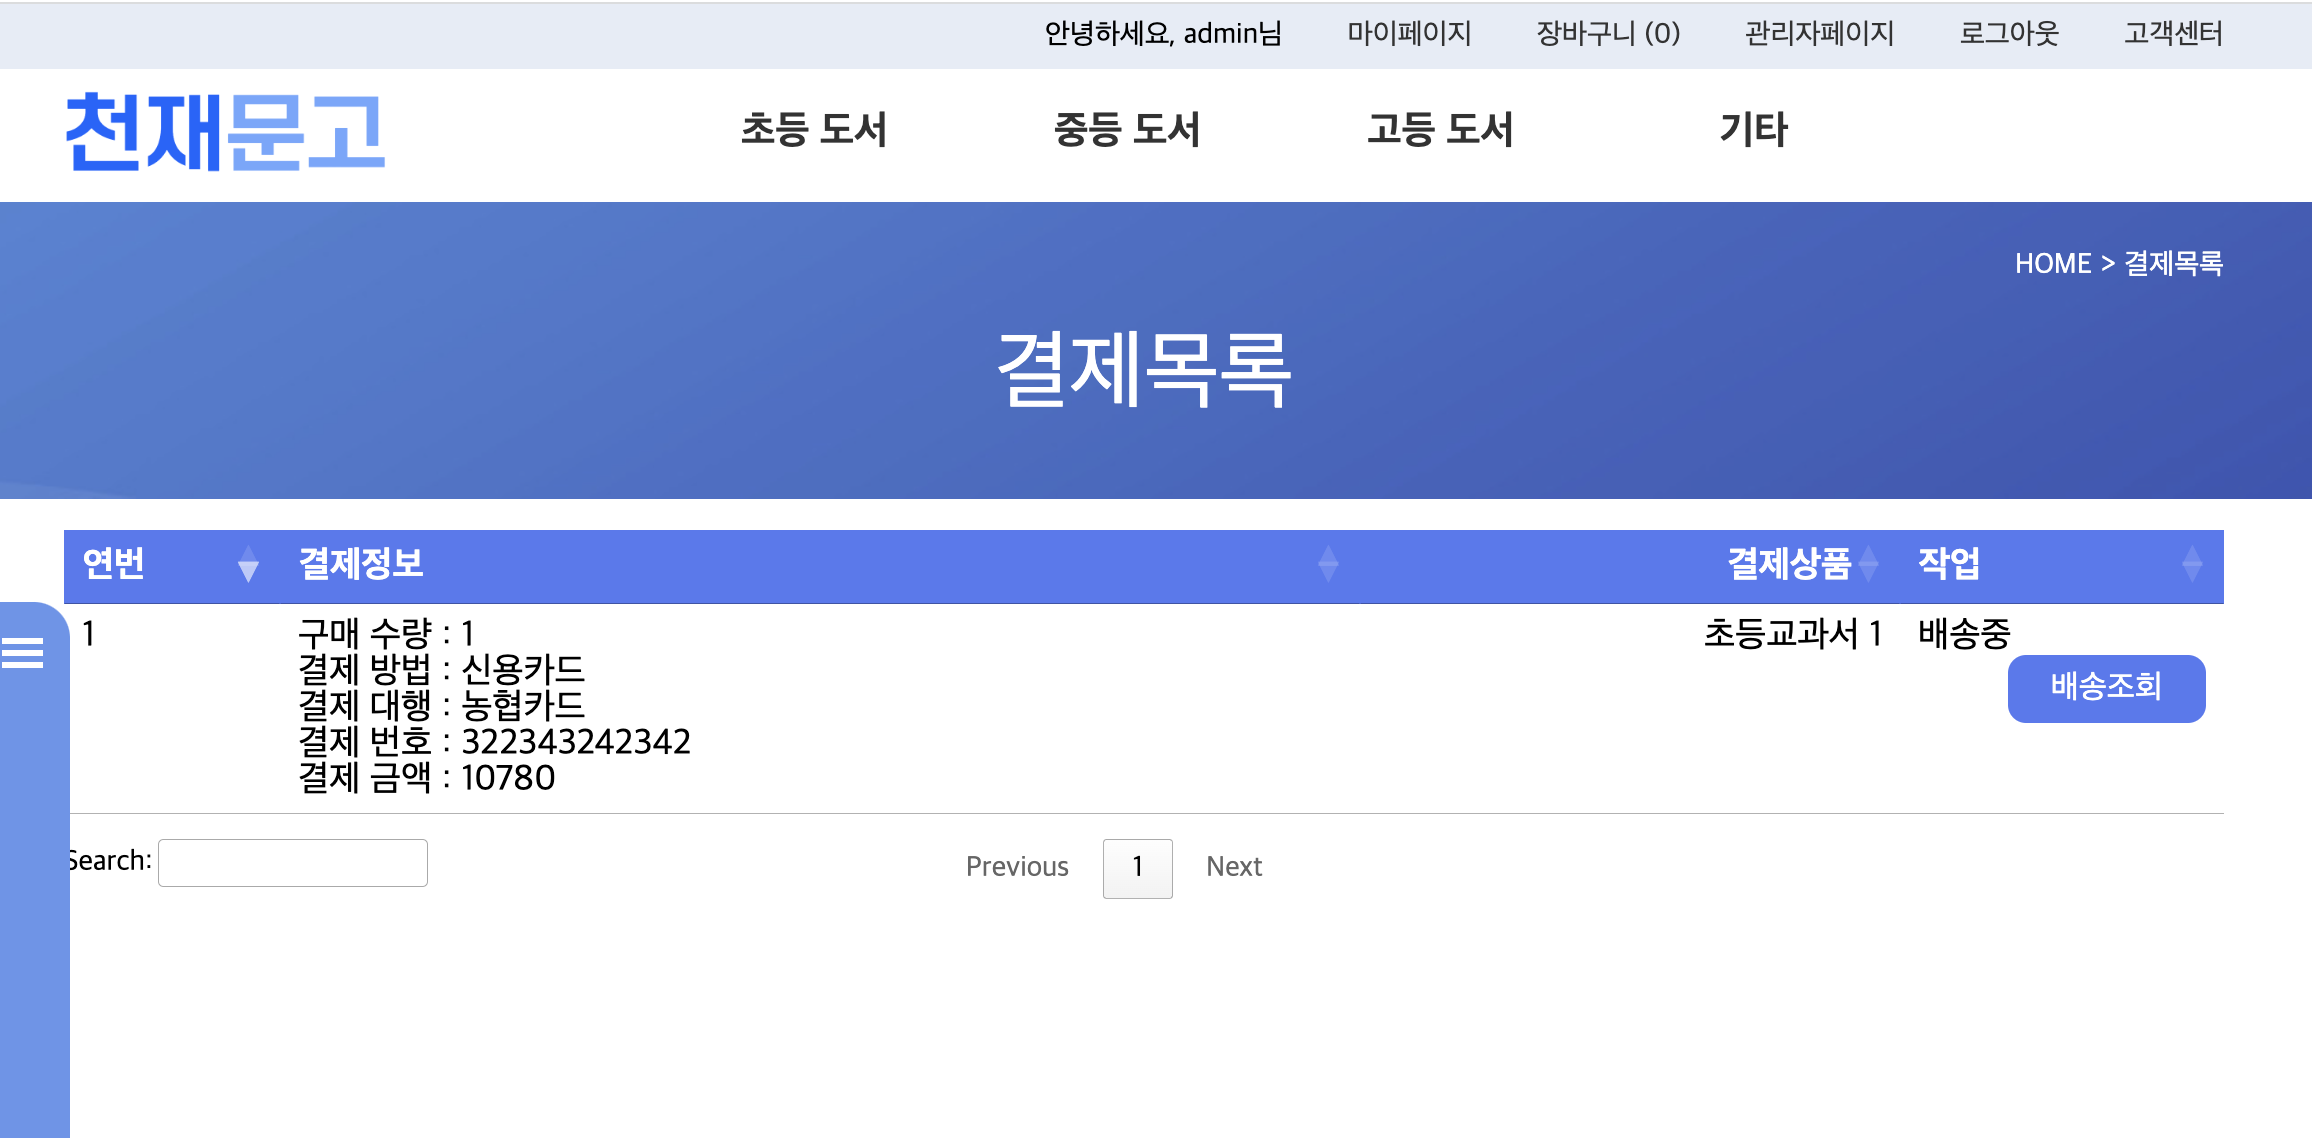 안녕하세요, admin님 마이페이지 장바구니 (0) 관리자페이지 로그아웃 고객센터
천재문고 초등 도서 중등 도서 고등 도서 기타
HOME > 결제목록
결제목록
연번 결제정보 결제상품 작업
1 구매 수량 : 1 초등교과서 1 배송중
결제 방법 : 신용카드 배송조회
결제 대행 : 농협카드
결제 번호 : 322343242342
결제 금액 : 10780
Search: Previous 1 Next